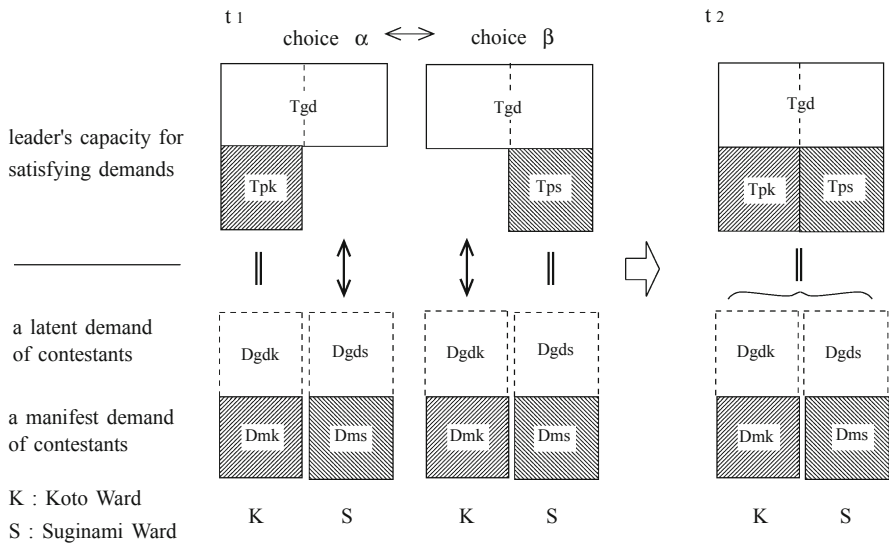 t 1
t 2
choice α
choice β
Tgd
Tgd
Tgd
leader's capacity for
satisfying demands
Tpk
Tps
Tpk
Tps
a latent demand
of contestants
Dgdk
Dgds
Dgdk
Dgds
Dgdk
Dgds
a manifest demand
of contestants
Dmk
Dms
Dmk
Dms
Dmk
Dms
K : Koto Ward
S : Suginami Ward
K
S
K
S
K
S